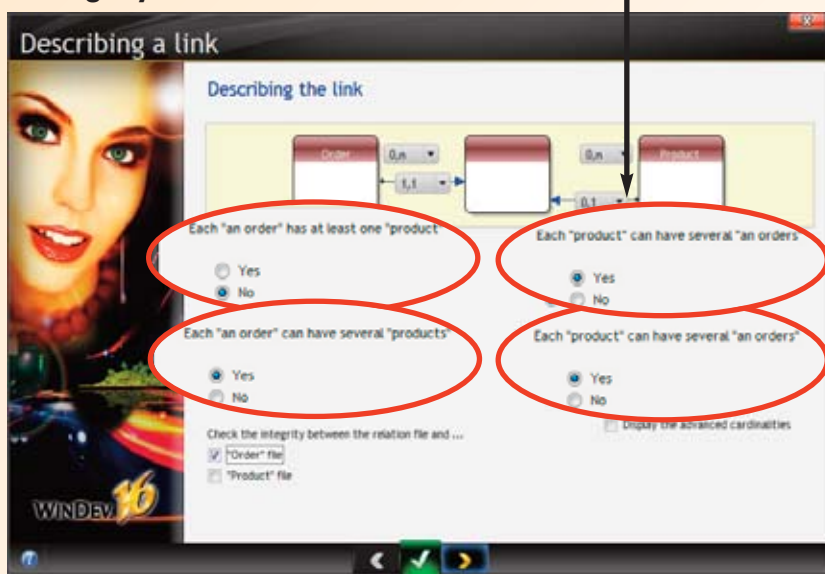 Describing a link
Describing the link
Order
0,n
0,n
Product
1,1
0,1
Each "an order" has at least one "product"
Yes
No
Each "product" can have several "an orders
Yes
No
Each "an order" can have several "products"
Yes
No
Each "product" can have several "an orders"
Yes
No
Display the advanced cardinalities
Check the integrity between the relation file and ...
"Order" file
"Product" file
WINDEV 16